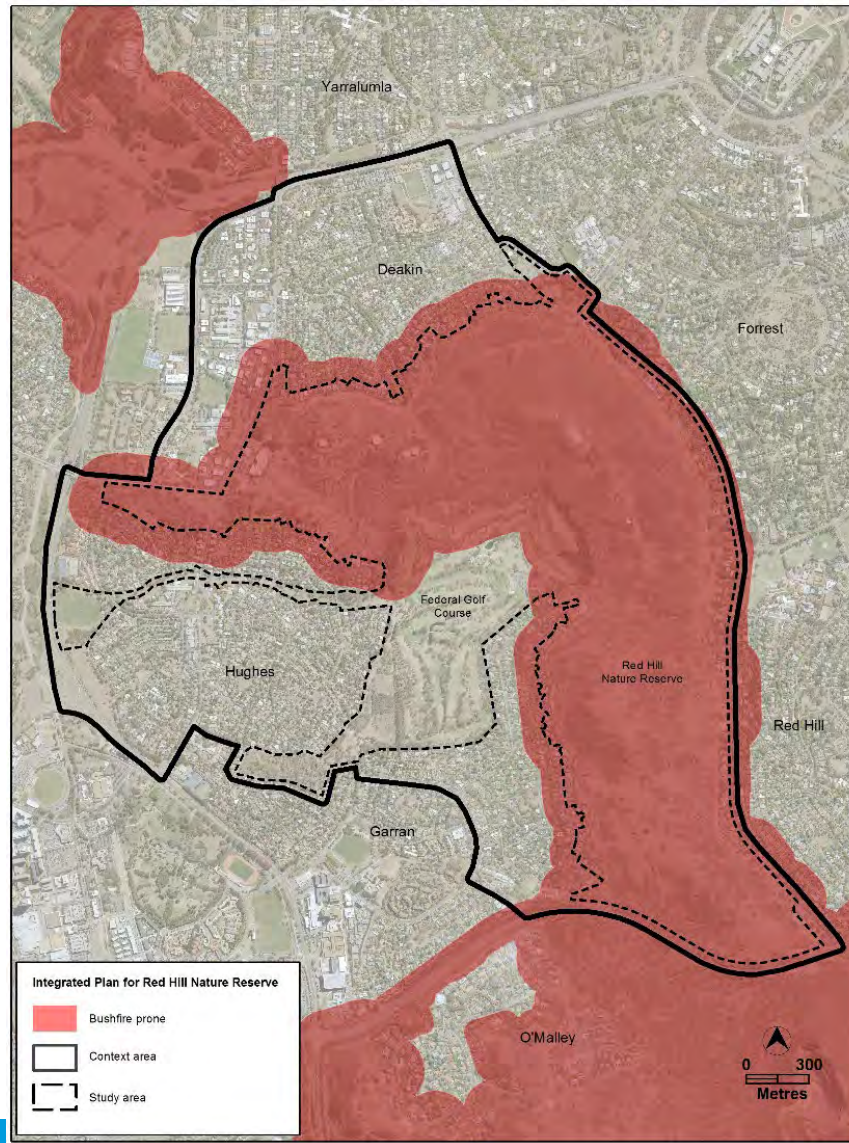 Yarralumla
Deakin
Forrest
Federal Golf
Course
Hughes
Red Hill
Nature Reserve
Red Hill
Garran
O'Malley
Integrated Plan for Red Hill Nature Reserve
Bushfire prone
Context area
Study area
0 300
Metres